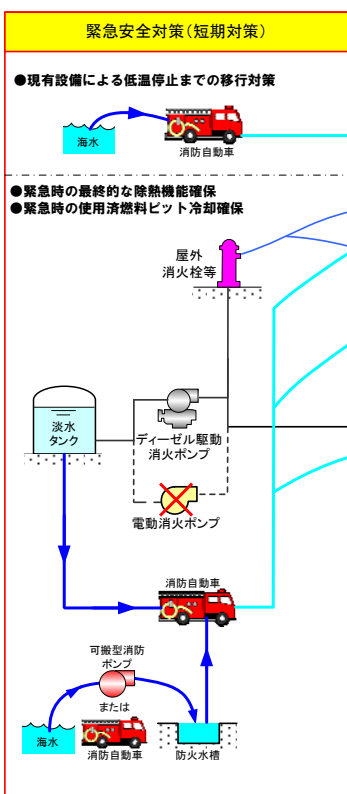 緊急安全対策(短期対策)
●現有設備による低温停止までの移行対策
海水
消防自動車
●緊急時の最終的な除熱機能確保
●緊急時の使用済燃料ピット冷却確保
屋外
消火栓等
淡水
タンク
ディーゼル駆動
消火ポンプ
電動消火ポンプ
消防自動車
可搬型消防
ポンプ
または
海水
消防自動車
防火水槽